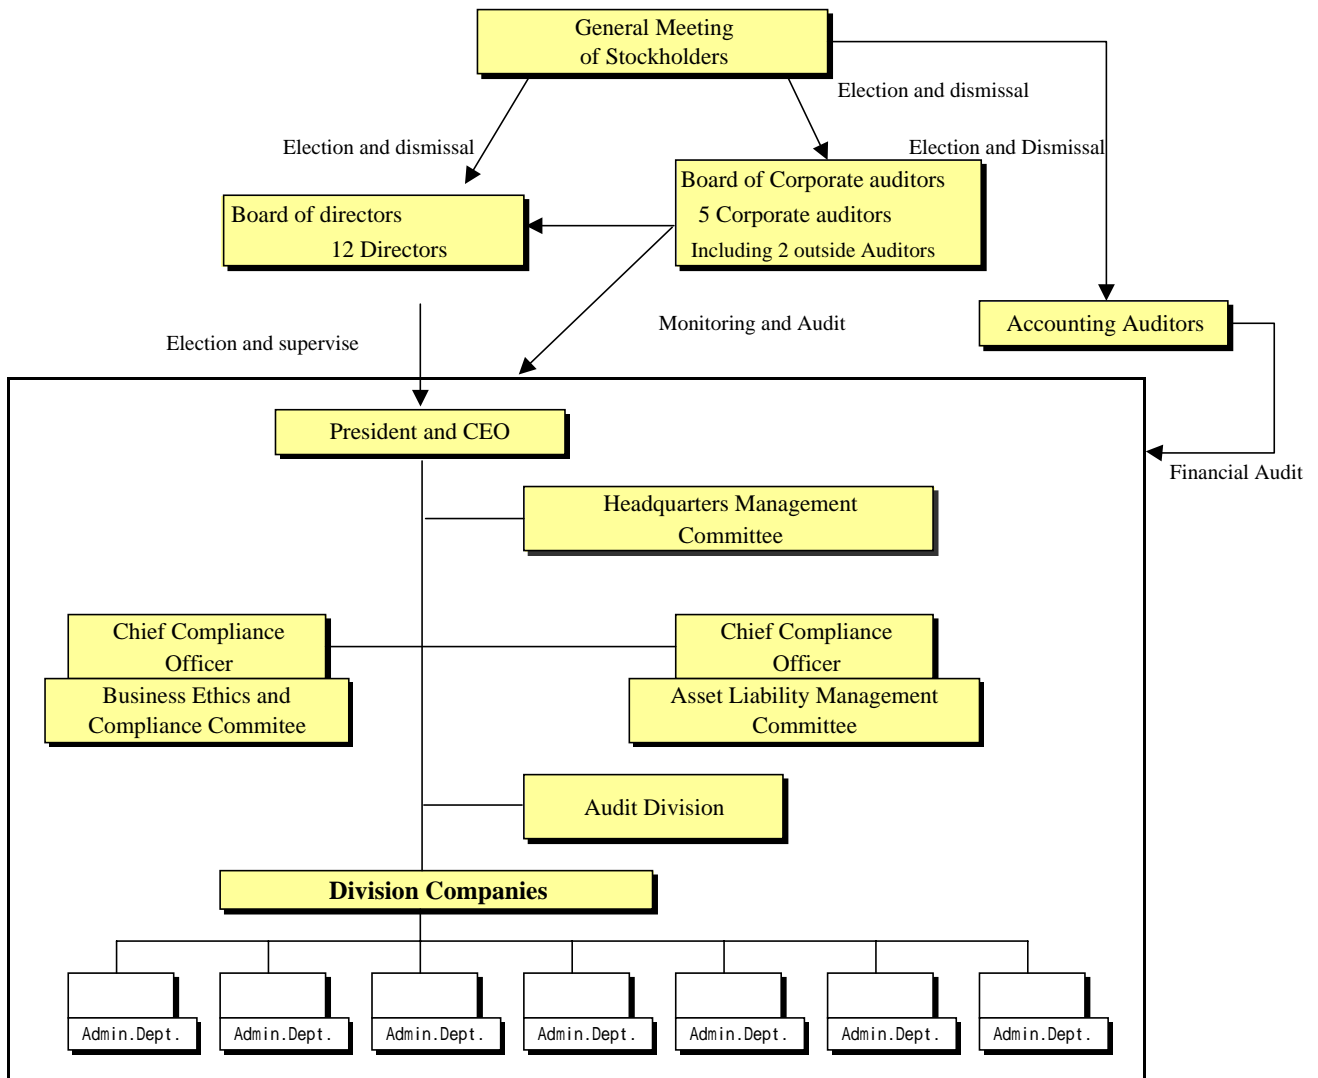 General Meeting
of Stockholders
Election and dismissal
Election and dismissal
Election and Dismissal
Board of directors
12 Directors
Board of Corporate auditors
5 Corporate auditors
Including 2 outside Auditors
Accounting Auditors
Monitoring and Audit
Election and supervise
President and CEO
Financial Audit
Headquarters Management
Committee
Chief Compliance
Officer
Business Ethics and
Compliance Commitee
Chief Compliance
Officer
Asset Liability Management
Committee
Audit Division
Division Companies
Admin.Dept.
Admin.Dept.
Admin.Dept.
Admin.Dept.
Admin.Dept.
Admin.Dept.
Admin.Dept.